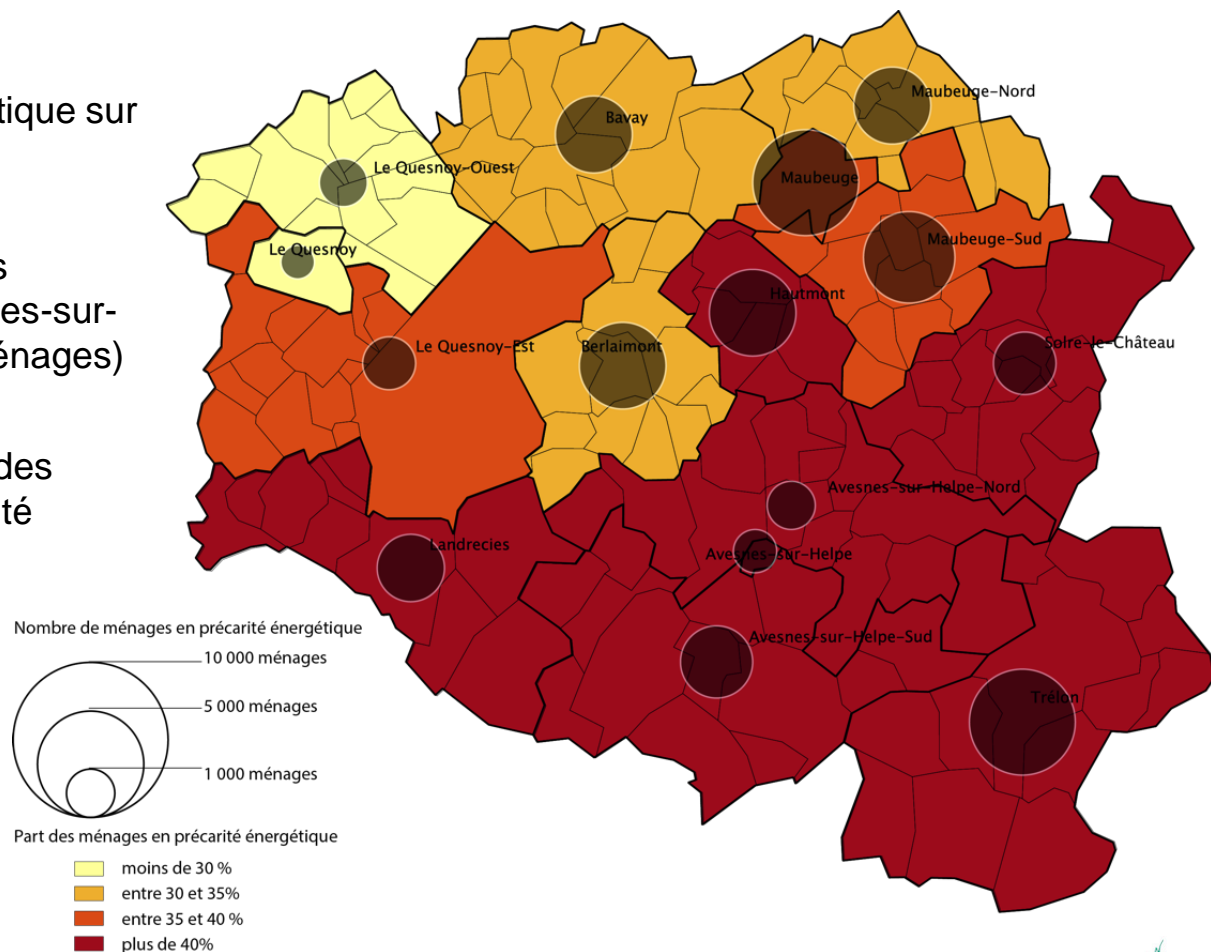 tique sur
s
es-sur-
énages)
des
té
Maubeuge-Nord
Bavay
Le Quesnoy-Ouest
Maubeuge
Le Quesnoy
Maubeuge-Sud
Hautmont
Le Quesnoy-Est
Berlaimont
Solre-le-Château
Avesnes-sur-Helpe-Nord
Landrecies
Avesnes-sur-Helpe
Avesnes-sur-Helpe-Sud
Trélon
Nombre de ménages en précarité énergétique
10 000 ménages
5 000 ménages
1 000 ménages
Part des ménages en précarité énergétique
moins de 30 %
entre 30 et 35%
entre 35 et 40 %
plus de 40%